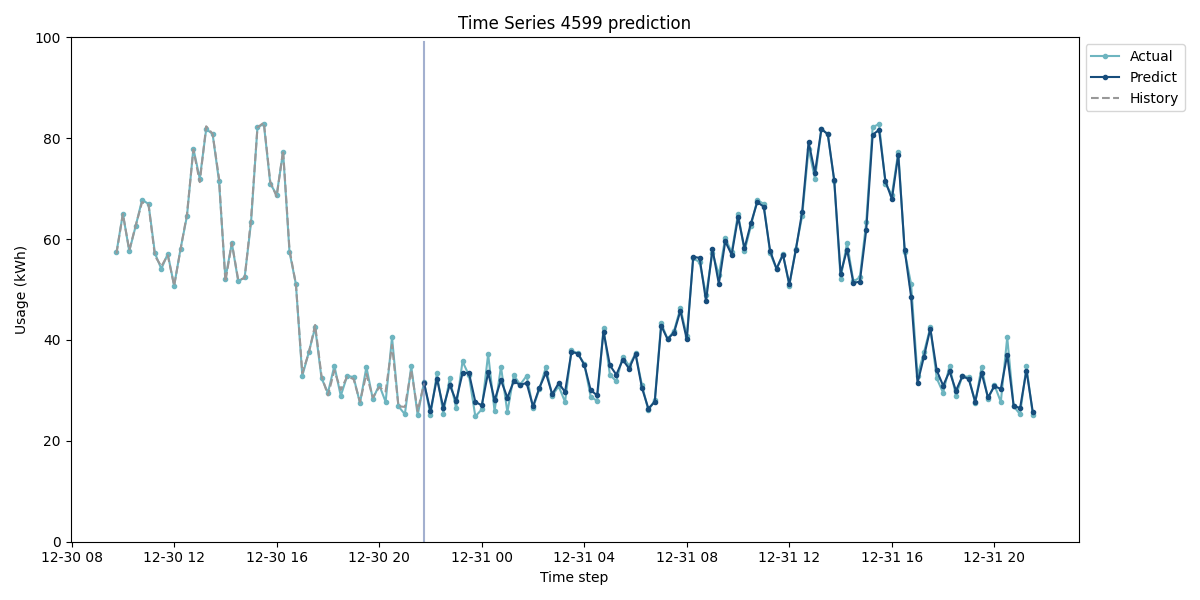 Time Series 4599 prediction
Usage (kWh)
100
80
60
40
20
0
12-30 08
12-30 12
12-30 16
12-30 20
12-31 00
12-31 04
12-31 08
12-31 12
12-31 16
12-31 20
Time step
Actual
Predict
History